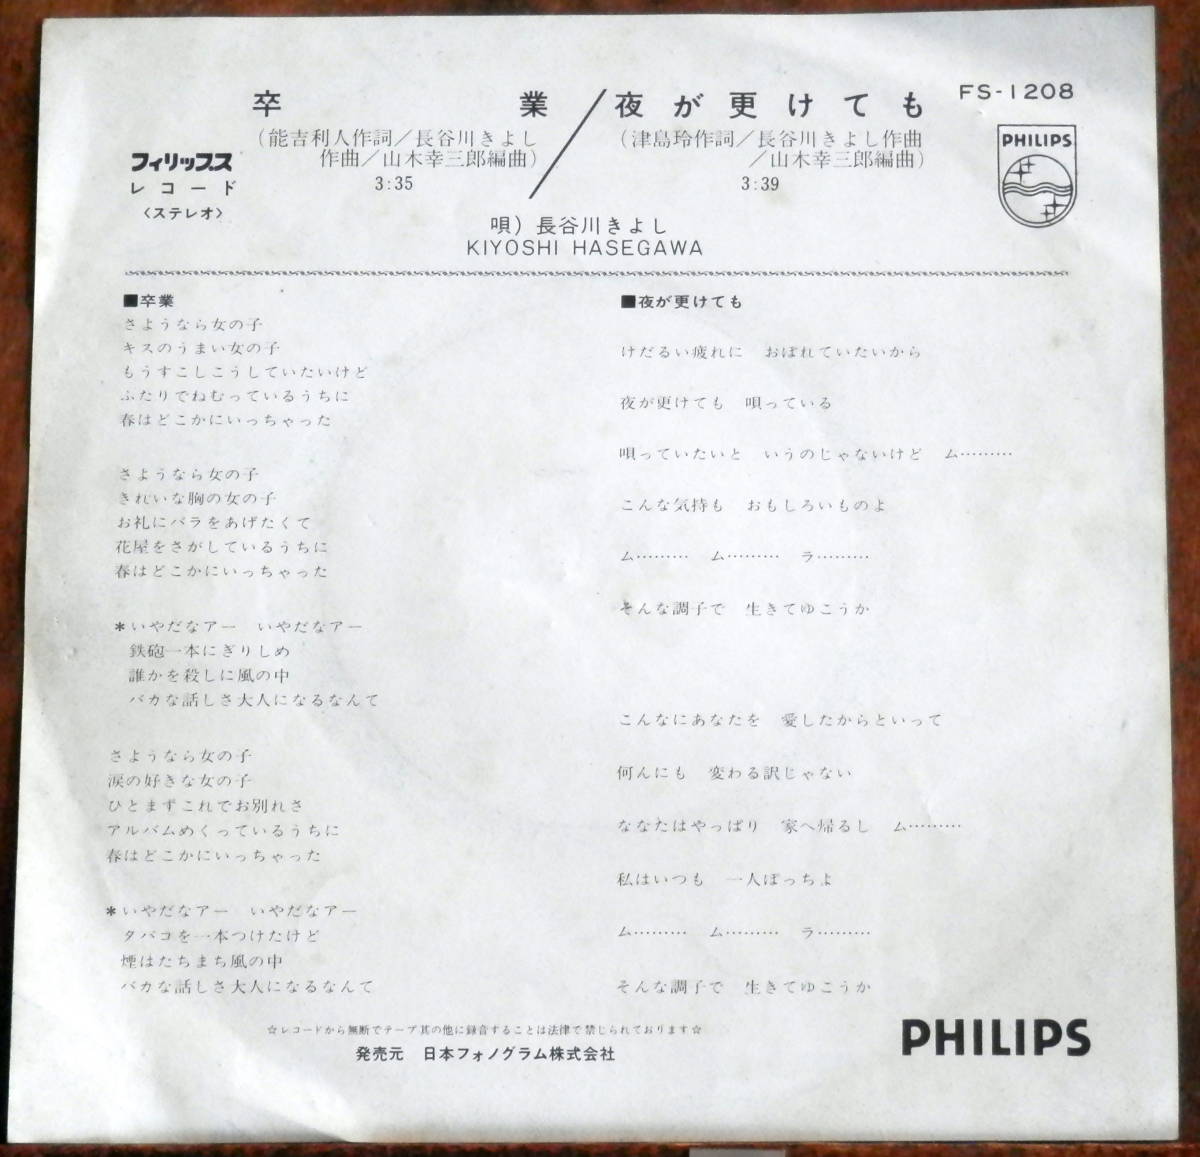 卒業／夜が更けても FS-1208
(能吉利人作詞／長谷川きよし
作曲／山木幸三郎編曲)
3:35
(津島玲作詞／長谷川きよし作曲
／山木幸三郎編曲)
3:39
フィリップス
レコード
〈ステレオ〉
PHILIPS
唄) 長谷川きよし
KIYOSHI HASEGAWA
■卒業
さようなら女の子
キスのうまい女の子
もうすこしこうしていたいけど
ふたりでねむっているうちに
春はどこかにいっちゃった
さようなら女の子
きれいな胸の女の子
お礼にバラをあげたくて
花屋をさがしているうちに
春はどこかにいっちゃった
＊いやだなアー　いやだなアー
鉄砲一本にぎりしめ
誰かを殺しに風の中
バカな話しさ大人になるなんて
さようなら女の子
涙の好きな女の子
ひとまずこれでお別れさ
アルバムめくっているうちに
春はどこかにいっちゃった
＊いやだなアー　いやだなアー
タバコを一本つけたけど
煙はたちまち風の中
バカな話しさ大人になるなんて
■夜が更けても
けだるい疲れに　おぼれていたいから
夜が更けても　唄っている
唄っていたいと　いうのじゃないけど　ム………
こんな気持も　おもしろいものよ
ム………　ム………　ラ………
そんな調子で　生きてゆこうか
こんなにあなたを　愛したからといって
何んにも　変わる訳じゃない
ななたはやっぱり　家へ帰るし　ム………
私はいつも　一人ぼっちよ
ム………　ム………　ラ………
そんな調子で　生きてゆこうか
☆レコードから無断でテープ其の他に録音することは法律で禁じられております☆
発売元　日本フォノグラム株式会社
PHILIPS